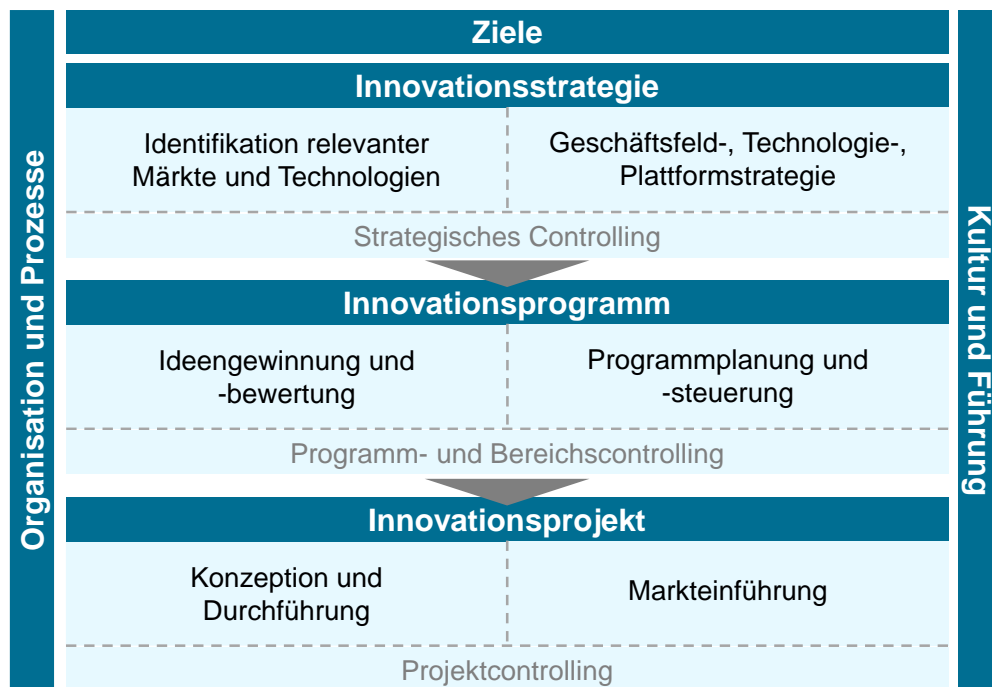 Ziele
Innovationsstrategie
Identifikation relevanter
Märkte und Technologien
Geschäftsfeld-, Technologie-,
Plattformstrategie
Strategisches Controlling
Innovationsprogramm
Ideengewinnung und
-bewertung
Programmplanung und
-steuerung
Programm- und Bereichscontrolling
Innovationsprojekt
Konzeption und
Durchführung
Markteinführung
Projektcontrolling
Organisation und Prozesse
Kultur und Führung